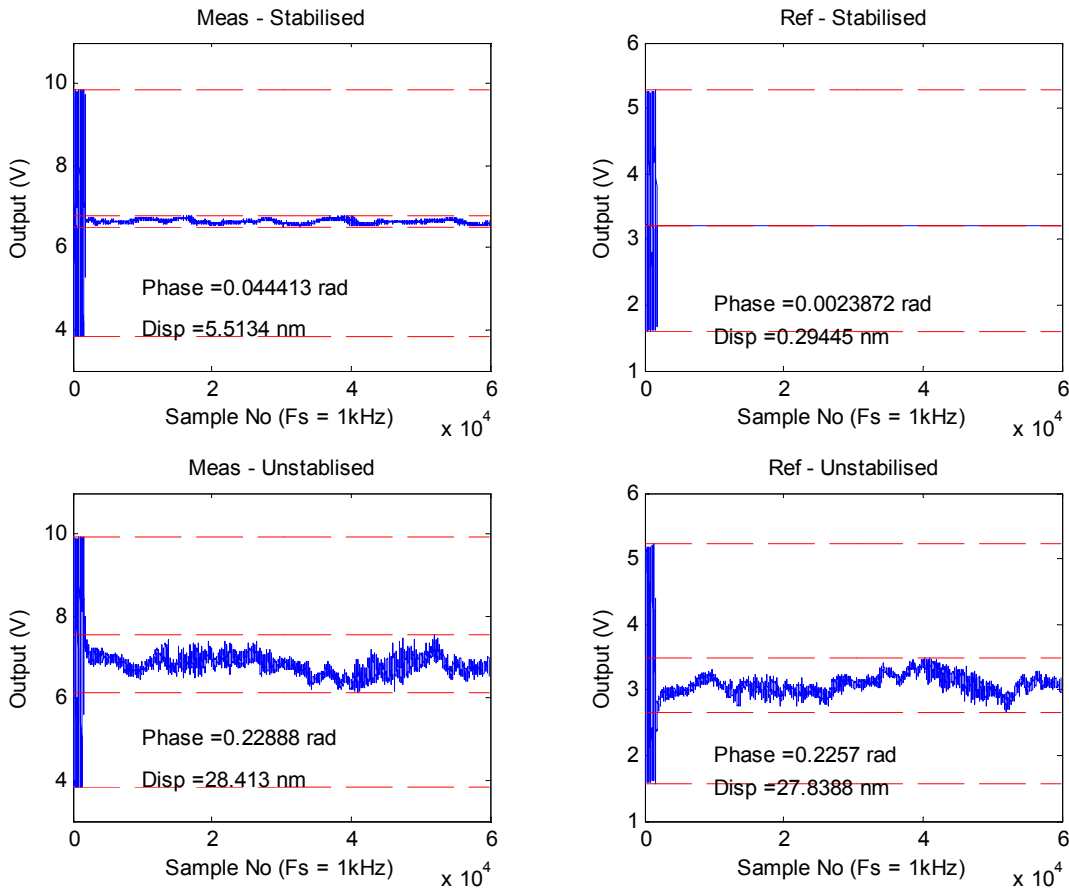 Meas - Stabilised
Output (V)
10
8
6
4
Phase =0.044413 rad
Disp =5.5134 nm
0 2 4 6
Sample No (Fs = 1kHz)
x 10^4
Ref - Stabilised
Output (V)
6
5
4
3
2
1
Phase =0.0023872 rad
Disp =0.29445 nm
0 2 4 6
Sample No (Fs = 1kHz)
x 10^4
Meas - Unstablised
Output (V)
10
8
6
4
Phase =0.22888 rad
Disp =28.413 nm
0 2 4 6
Sample No (Fs = 1kHz)
x 10^4
Ref - Unstabilised
Output (V)
6
5
4
3
2
1
Phase =0.2257 rad
Disp =27.8388 nm
0 2 4 6
Sample No (Fs = 1kHz)
x 10^4